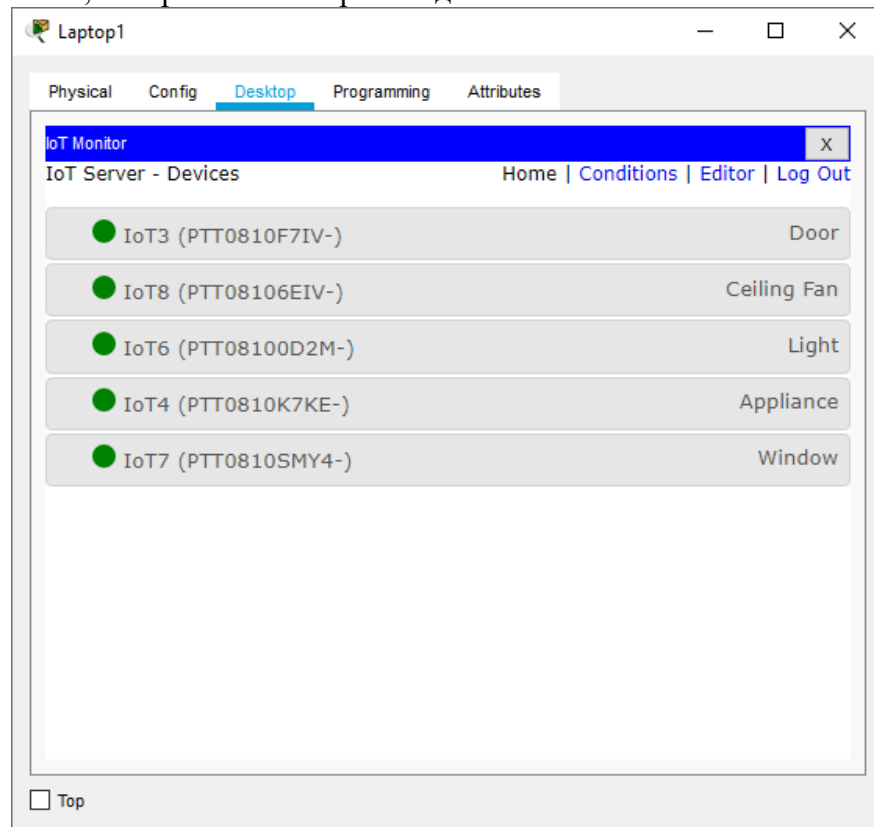 Laptop1
Physical Config Desktop Programming Attributes
IoT Monitor X
IoT Server - Devices Home | Conditions | Editor | Log Out
IoT3 (PTT0810F7IV-) Door
IoT8 (PTT08106EIV-) Ceiling Fan
IoT6 (PTT08100D2M-) Light
IoT4 (PTT0810K7KE-) Appliance
IoT7 (PTT0810SMY4-) Window
Top